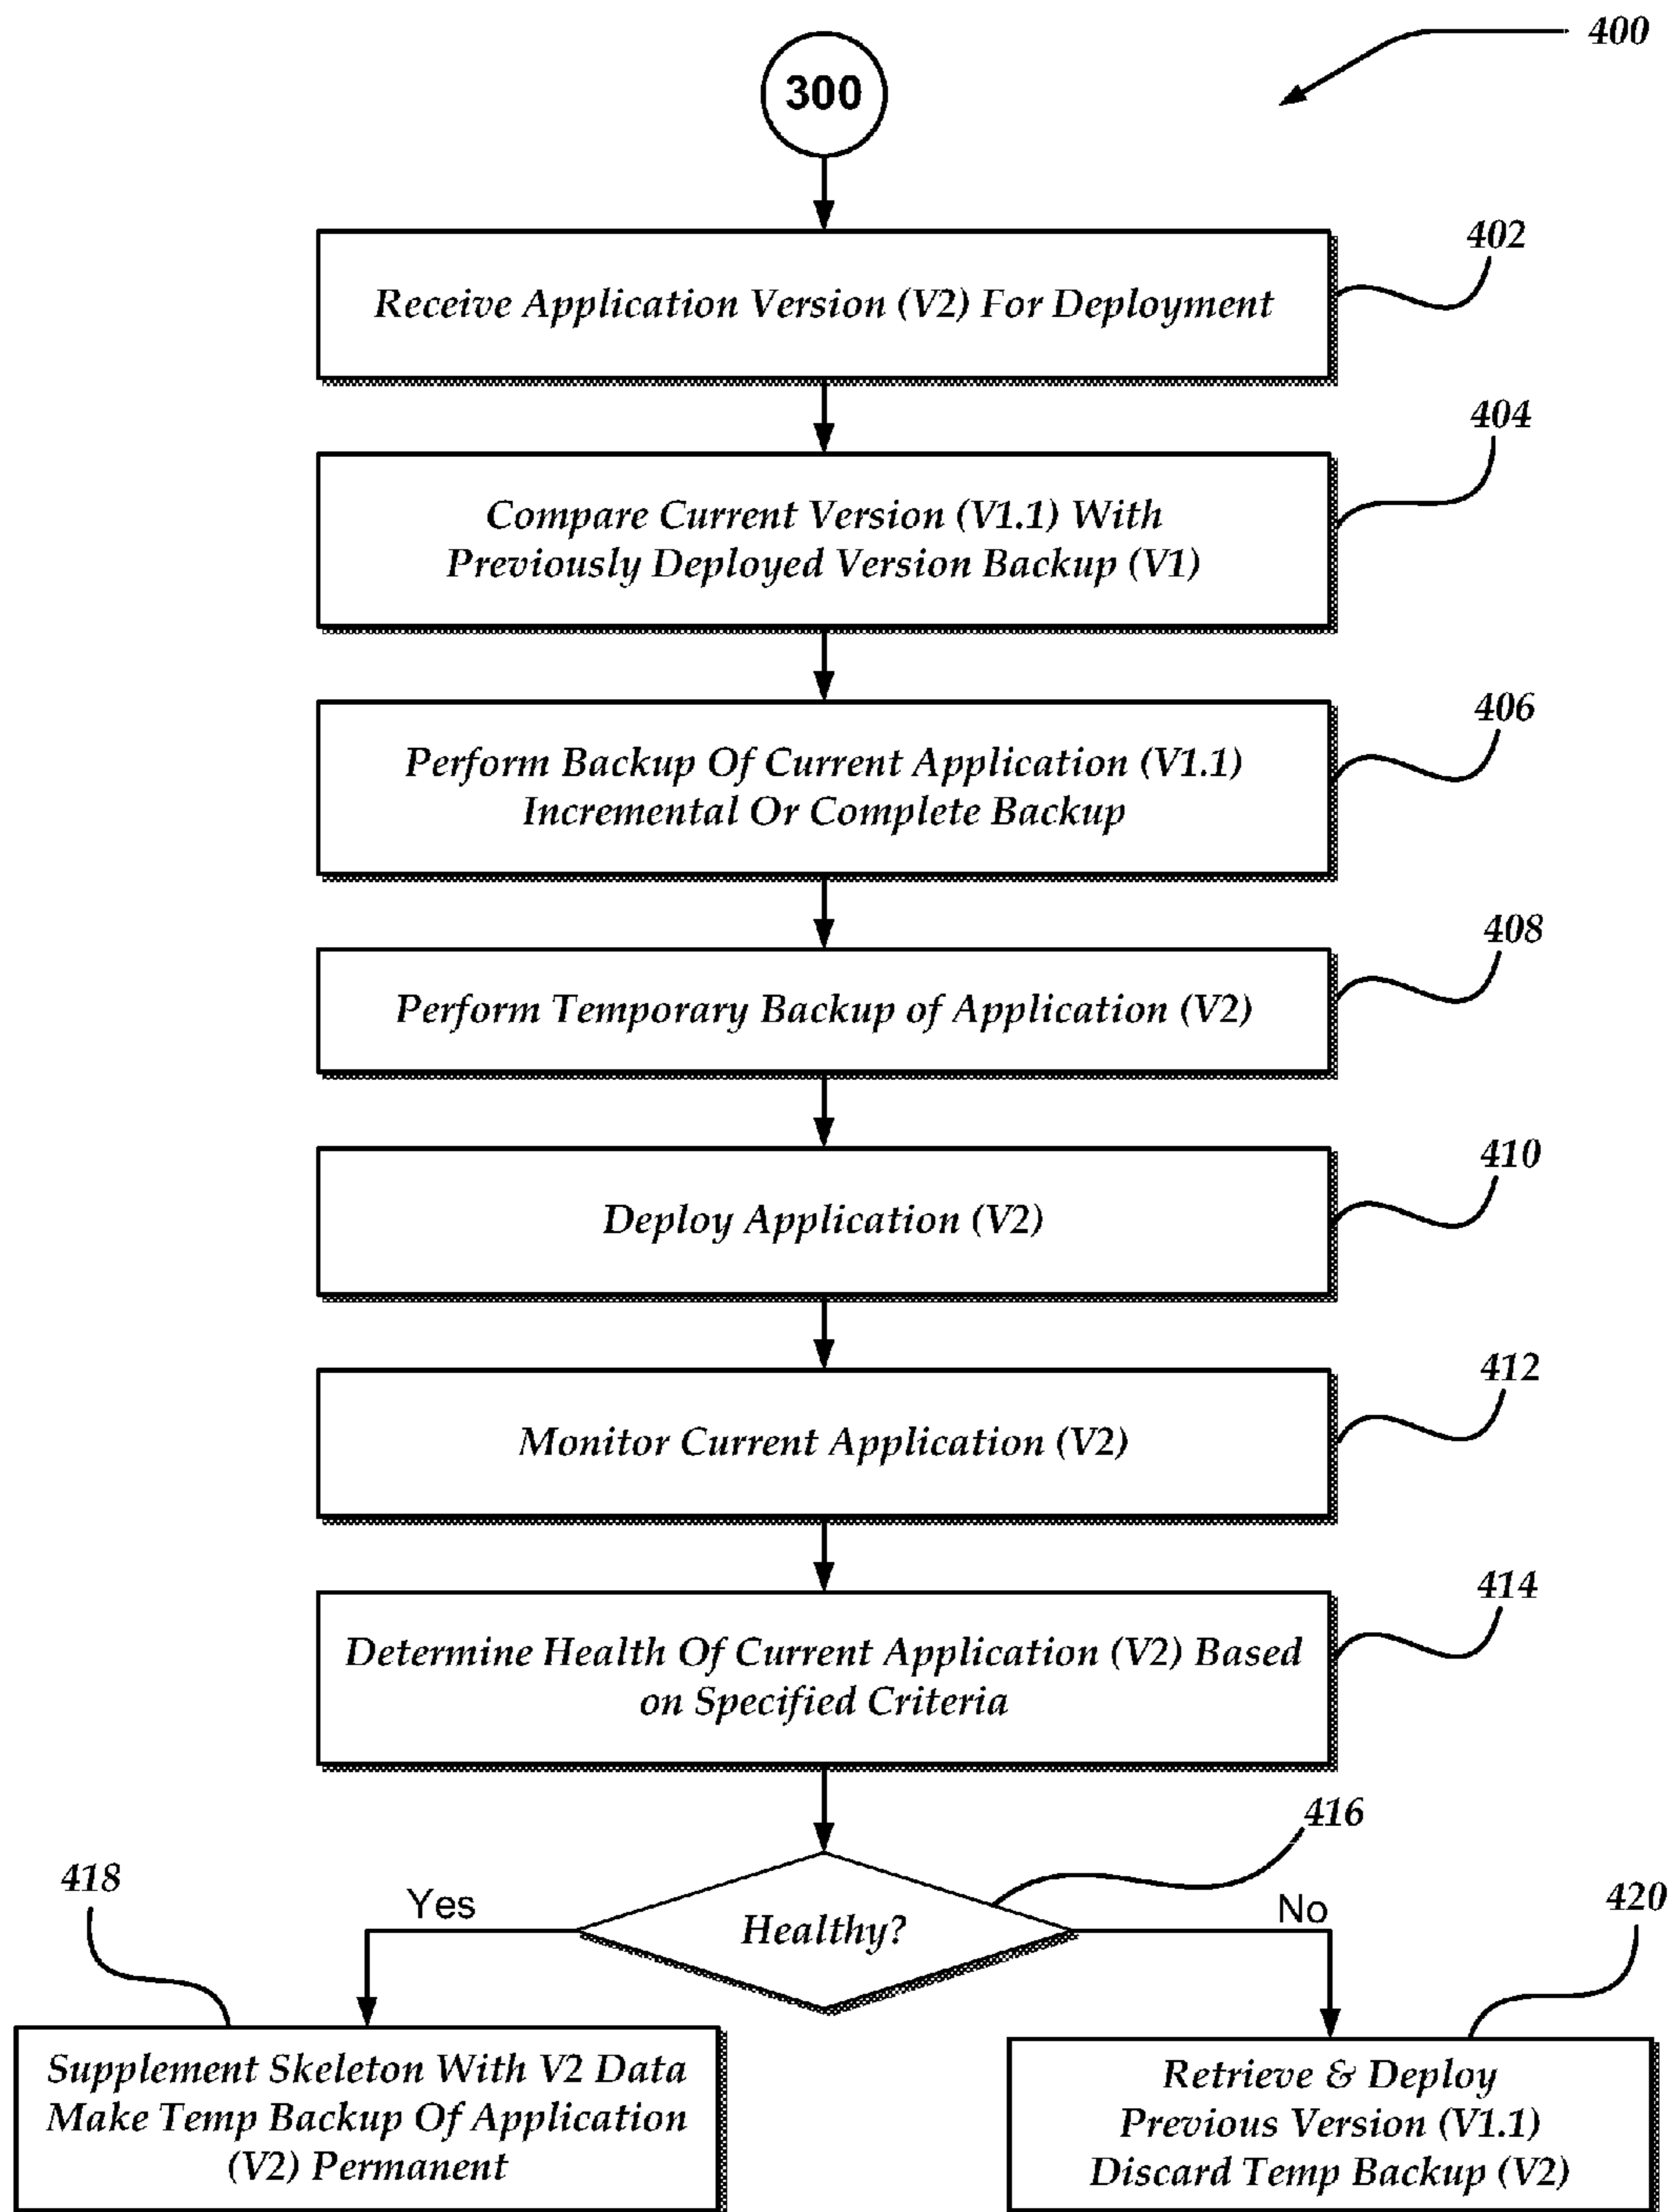 400
300
402
Receive Application Version (V2) For Deployment
404
Compare Current Version (V1.1) With
Previously Deployed Version Backup (V1)
406
Perform Backup Of Current Application (V1.1)
Incremental Or Complete Backup
408
Perform Temporary Backup of Application (V2)
410
Deploy Application (V2)
412
Monitor Current Application (V2)
414
Determine Health Of Current Application (V2) Based
on Specified Criteria
416
Healthy?
Yes
No
418
Supplement Skeleton With V2 Data
Make Temp Backup Of Application
(V2) Permanent
420
Retrieve & Deploy
Previous Version (V1.1)
Discard Temp Backup (V2)